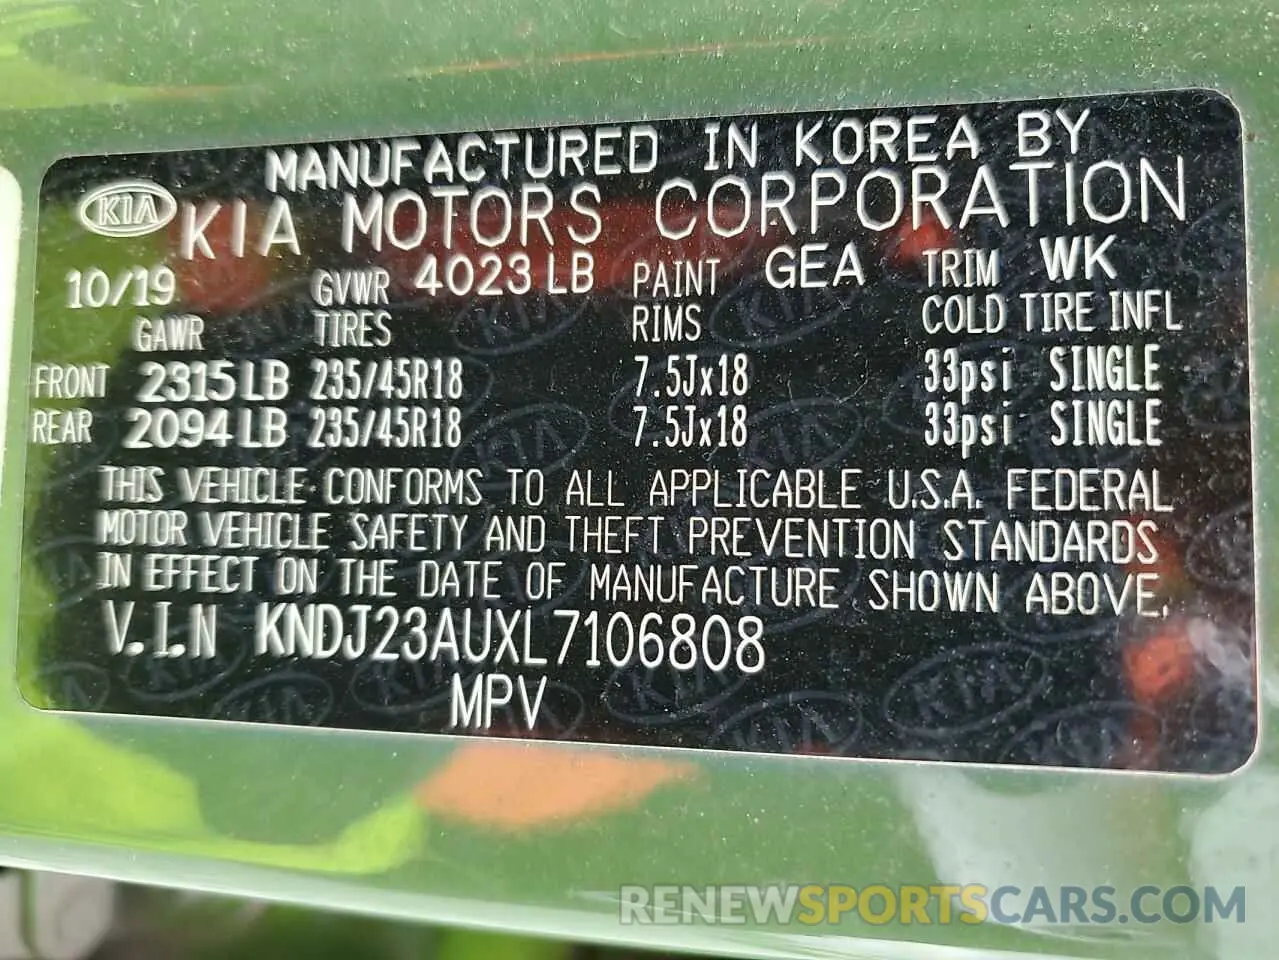 MANUFACTURED IN KOREA BY
KIA KIA MOTORS CORPORATION
10/19 GVWR 4023 LB PAINT GEA TRIM WK
GAWR TIRES RIMS COLD TIRE INFL
FRONT 2315 LB 235/45R18 7.5Jx18 33psi SINGLE
REAR 2094 LB 235/45R18 7.5Jx18 33psi SINGLE
THIS VEHICLE CONFORMS TO ALL APPLICABLE U.S.A. FEDERAL
MOTOR VEHICLE SAFETY AND THEFT PREVENTION STANDARDS
IN EFFECT ON THE DATE OF MANUFACTURE SHOWN ABOVE.
V.I.N KNDJ23AUXL7106808
MPV
RENEWSPORTSCARS.COM